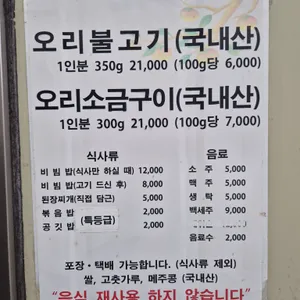 오리불고기(국내산)
1인분 350g 21,000 (100g당 6,000)
오리소금구이(국내산)
1인분 300g 21,000 (100g당 7,000)
식사류
비 빔 밥(식사만 하실 때) 12,000
비 빔 밥(고기 드신 후) 8,000
된장찌개(직접 담근) 5,000
볶 음 밥 (특등급) 2,000
공 깃 밥 2,000
음료
소 주 5,000
맥 주 5,000
생 탁 5,000
백세주 9,000
음료수 2,000
포장·택배 가능합니다. (식사류 제외)
쌀, 고춧가루, 메주콩 (국내산)
"음식 재사용 하지 않습니다"